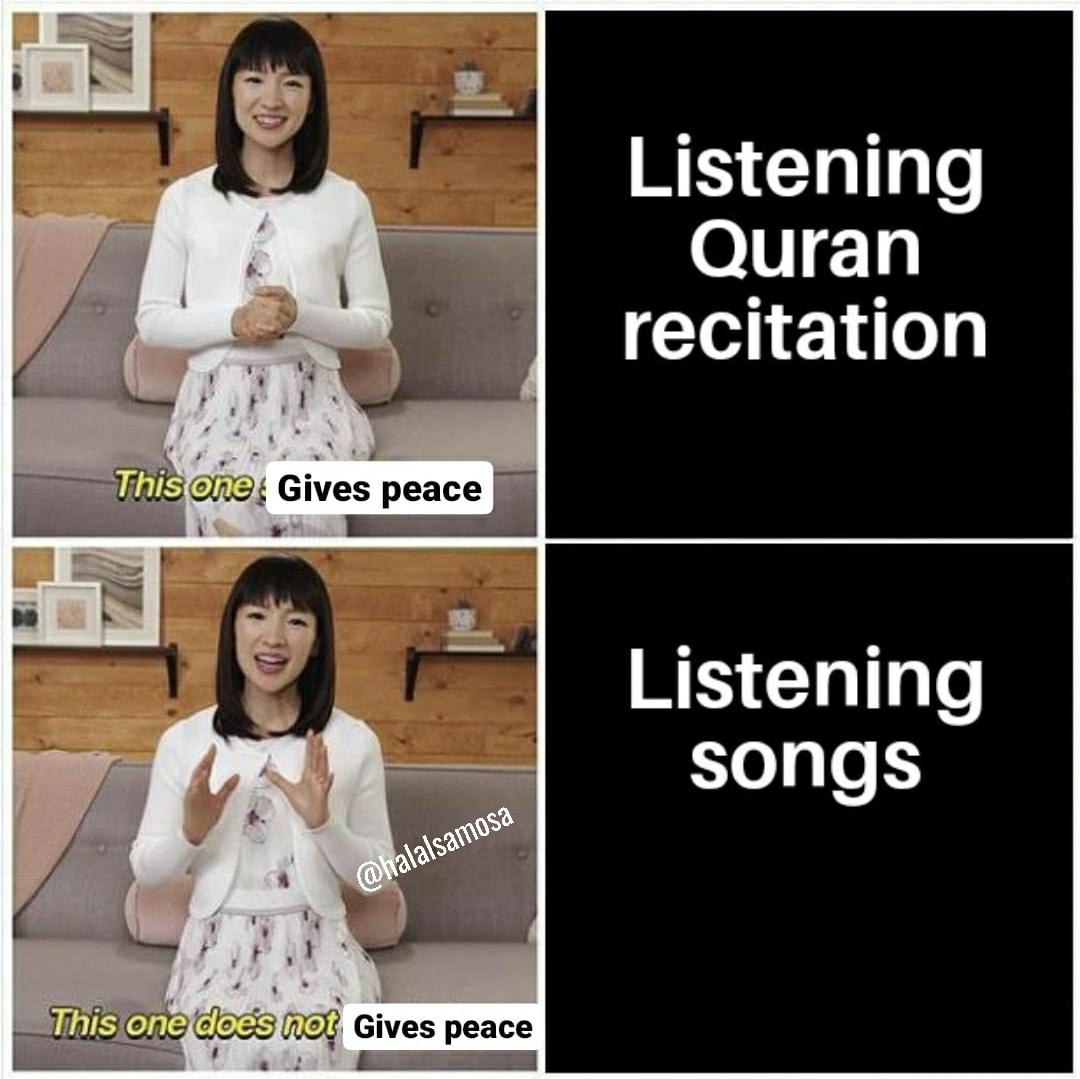 Listening
Quran
recitation
This one
Gives peace
Listening
songs
@halalsamosa
This one does not
Gives peace